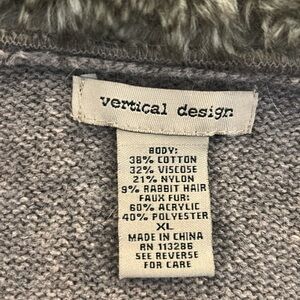 vertical design
BODY:
38% COTTON
32% VISCOSE
21% NYLON
9% RABBIT HAIR
FAUX FUR:
60% ACRYLIC
40% POLYESTER
XL
MADE IN CHINA
RN 113286
SEE REVERSE
FOR CARE